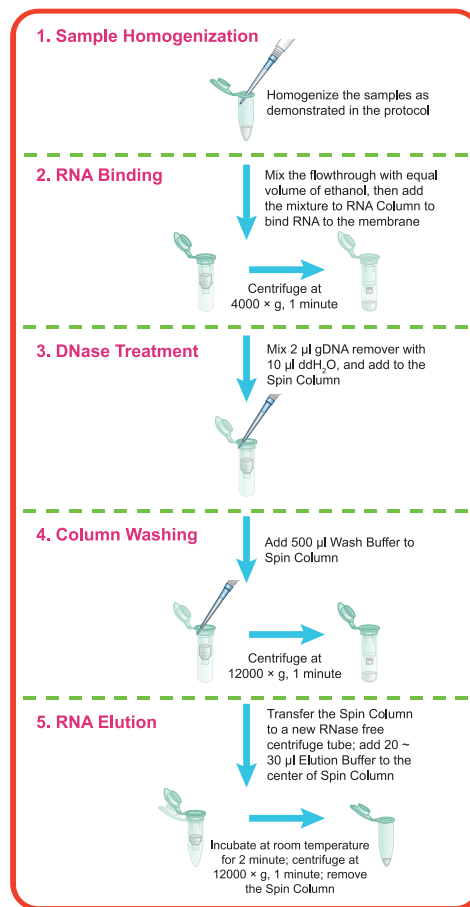 1. Sample Homogenization
Homogenize the samples as
demonstrated in the protocol
2. RNA Binding
Mix the flowthrough with equal
volume of ethanol, then add
the mixture to RNA Column to
bind RNA to the membrane
Centrifuge at
4000 × g, 1 minute
3. DNase Treatment
Mix 2 µl gDNA remover with
10 µl ddH₂O, and add to the
Spin Column
4. Column Washing
Add 500 µl Wash Buffer to
Spin Column
Centrifuge at
12000 × g, 1 minute
5. RNA Elution
Transfer the Spin Column
to a new RNase free
centrifuge tube; add 20 ~
30 µl Elution Buffer to the
center of Spin Column
Incubate at room temperature
for 2 minute; centrifuge at
12000 × g, 1 minute; remove
the Spin Column